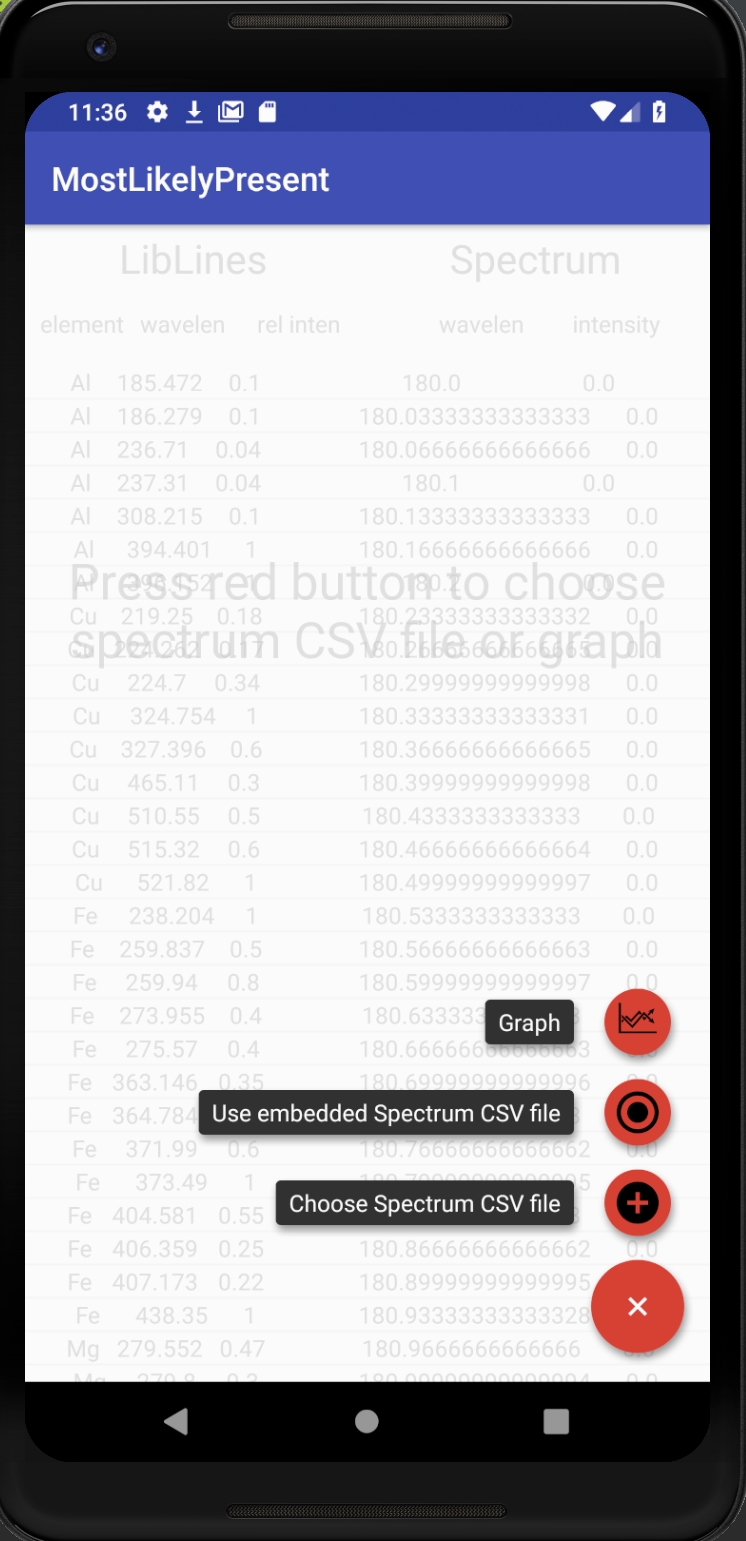 11:36
MostLikelyPresent
LibLines Spectrum
element wavelen rel inten wavelen intensity
Al 185.472 0.1 180.0 0.0
Al 186.279 0.1 180.03333333333333 0.0
Al 236.71 0.04 180.06666666666666 0.0
Al 237.31 0.04 180.1 0.0
Al 308.215 0.1 180.13333333333333 0.0
Al 394.401 1 180.16666666666666 0.0
Press red button to choose
Al 396.152 1 180.2 0.0
Cu 219.25 0.18 180.23333333333332 0.0
spectrum CSV file or graph
Cu 224.262 0.17 180.26666666666665 0.0
Cu 224.7 0.34 180.29999999999998 0.0
Cu 324.754 1 180.33333333333331 0.0
Cu 327.396 0.6 180.36666666666665 0.0
Cu 465.11 0.3 180.39999999999998 0.0
Cu 510.55 0.5 180.4333333333333 0.0
Cu 515.32 0.6 180.46666666666664 0.0
Cu 521.82 1 180.49999999999997 0.0
Fe 238.204 1 180.5333333333333 0.0
Fe 259.837 0.5 180.56666666666663 0.0
Fe 259.94 0.8 180.59999999999997 0.0
Fe 273.955 0.4
Graph
Fe 275.57 0.4
Fe 363.146 0.35 180.69999999999996 0.0
Fe 364.784
Use embedded Spectrum CSV file
Fe 371.99 0.6 180.76666666666662 0.0
Fe 373.49 1
Choose Spectrum CSV file
Fe 404.581 0.55
Fe 406.359 0.25 180.86666666666662 0.0
Fe 407.173 0.22 180.89999999999995
Fe 438.35 1 180.93333333333328
Mg 279.552 0.47 180.9666666666666